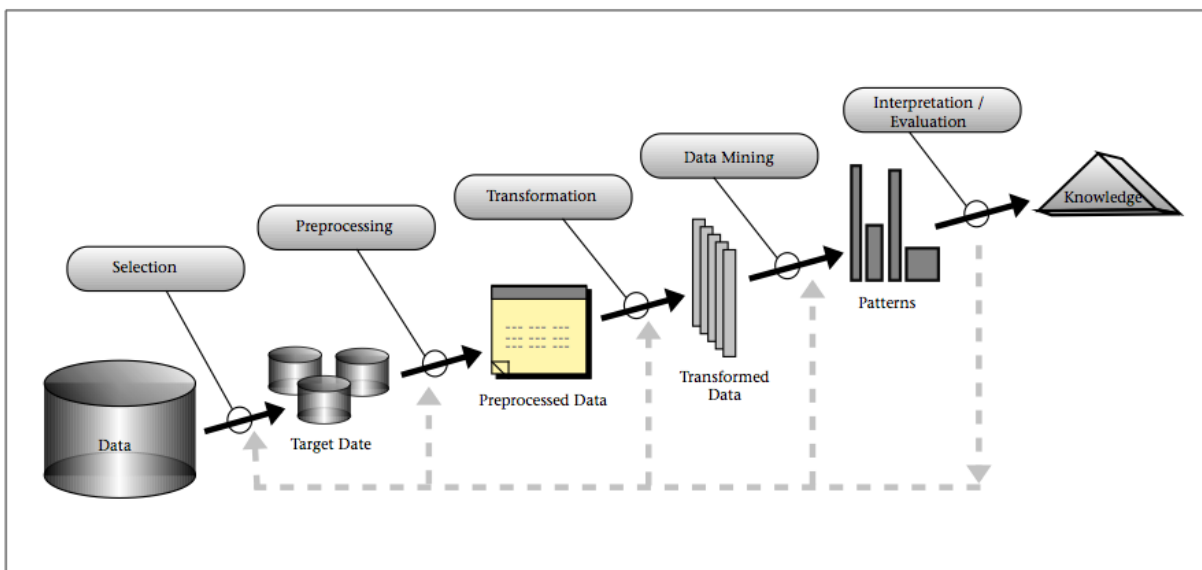 Interpretation /
Evaluation
Data Mining
Transformation
Preprocessing
Selection
Knowledge
Patterns
Transformed
Data
Preprocessed Data
Target Date
Data